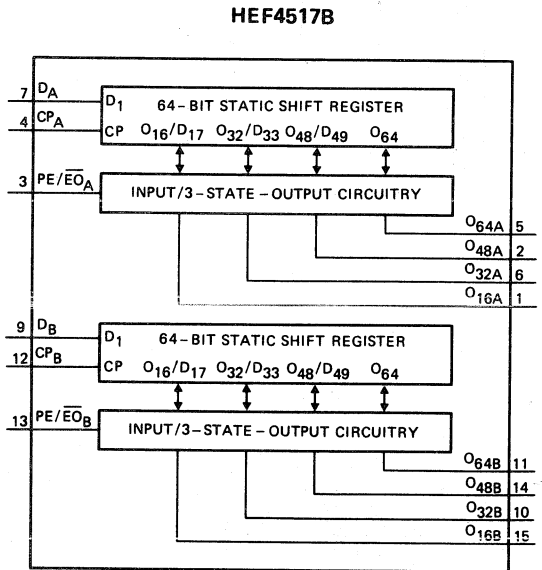 HEF4517B
7 DA
4 CPA
D1 64-BIT STATIC SHIFT REGISTER
CP O16/D17 O32/D33 O48/D49 O64
3 PE/E̅O̅A
INPUT/3-STATE-OUTPUT CIRCUITRY
O64A 5
O48A 2
O32A 6
O16A 1
9 DB
12 CPB
D1 64-BIT STATIC SHIFT REGISTER
CP O16/D17 O32/D33 O48/D49 O64
13 PE/E̅O̅B
INPUT/3-STATE-OUTPUT CIRCUITRY
O64B 11
O48B 14
O32B 10
O16B 15